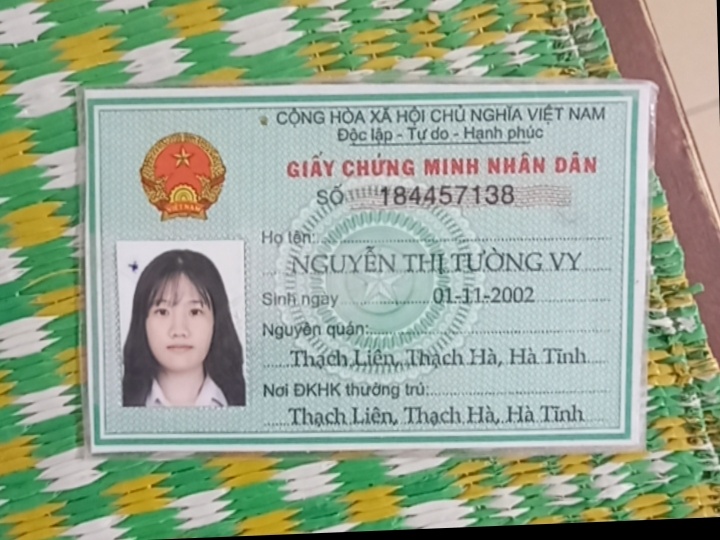 CỘNG HÒA XÃ HỘI CHỦ NGHĨA VIỆT NAM
Độc lập - Tự do - Hạnh phúc
GIẤY CHỨNG MINH NHÂN DÂN
SỐ 184457138
Họ tên: NGUYỄN THỊ TƯỜNG VY
Sinh ngày 01-11-2002
Nguyên quán:
Thạch Liên, Thạch Hà, Hà Tĩnh
Nơi ĐKHK thường trú:
Thạch Liên, Thạch Hà, Hà Tĩnh
VIỆT NAM